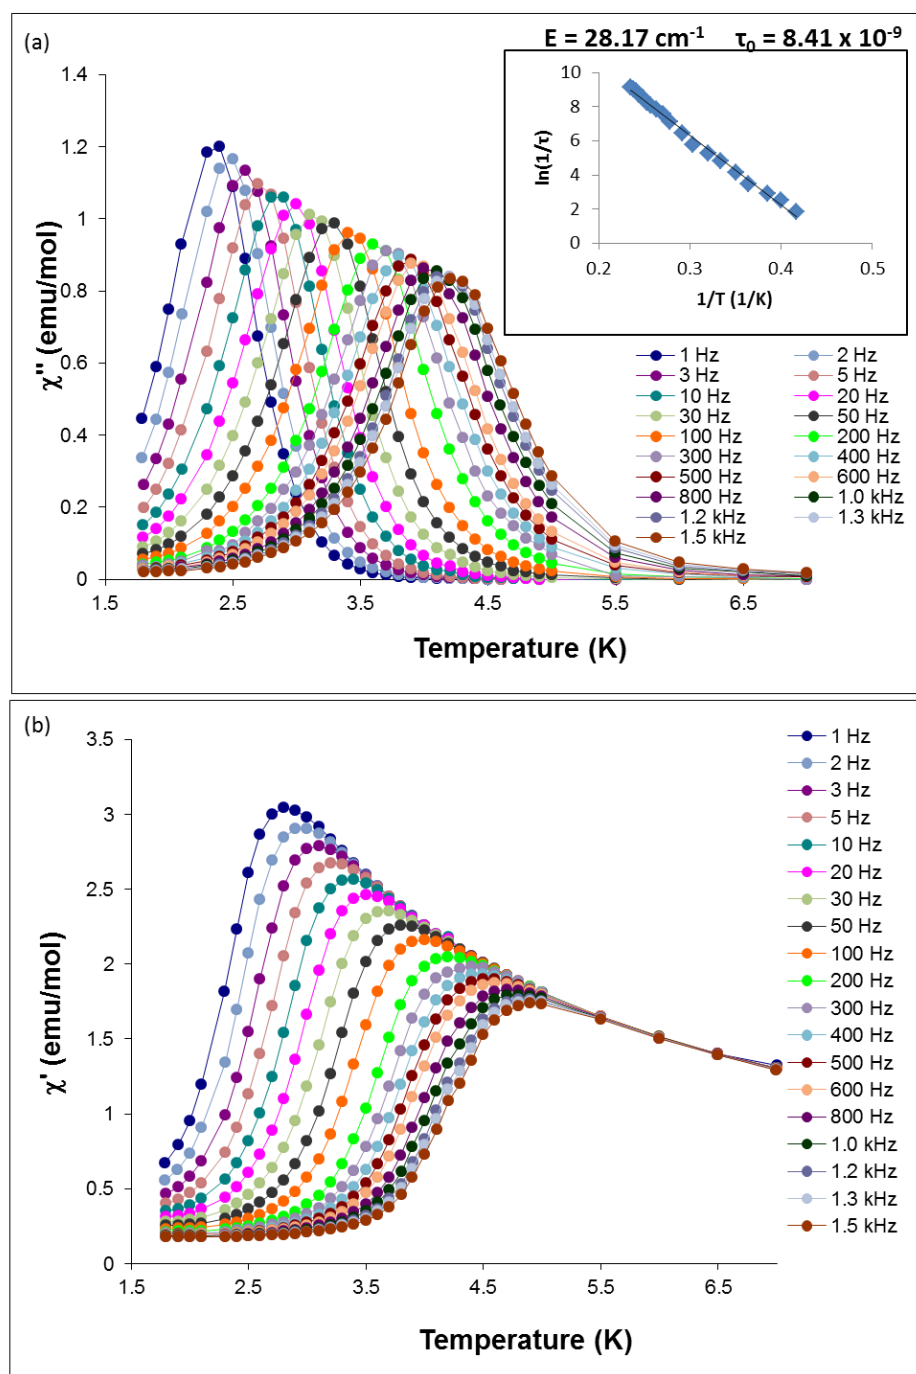 (a)
E = 28.17 cm⁻¹ τ₀ = 8.41 x 10⁻⁹
10
8
6
4
2
0
0.2 0.3 0.4 0.5
ln(1/τ)
1/T (1/K)
1.4
1.2
1
0.8
0.6
0.4
0.2
0
1.5 2.5 3.5 4.5 5.5 6.5
χ'' (emu/mol)
Temperature (K)
1 Hz 2 Hz
3 Hz 5 Hz
10 Hz 20 Hz
30 Hz 50 Hz
100 Hz 200 Hz
300 Hz 400 Hz
500 Hz 600 Hz
800 Hz 1.0 kHz
1.2 kHz 1.3 kHz
1.5 kHz
(b)
3.5
3
2.5
2
1.5
1
0.5
0
1.5 2.5 3.5 4.5 5.5 6.5
χ' (emu/mol)
Temperature (K)
1 Hz
2 Hz
3 Hz
5 Hz
10 Hz
20 Hz
30 Hz
50 Hz
100 Hz
200 Hz
300 Hz
400 Hz
500 Hz
600 Hz
800 Hz
1.0 kHz
1.2 kHz
1.3 kHz
1.5 kHz